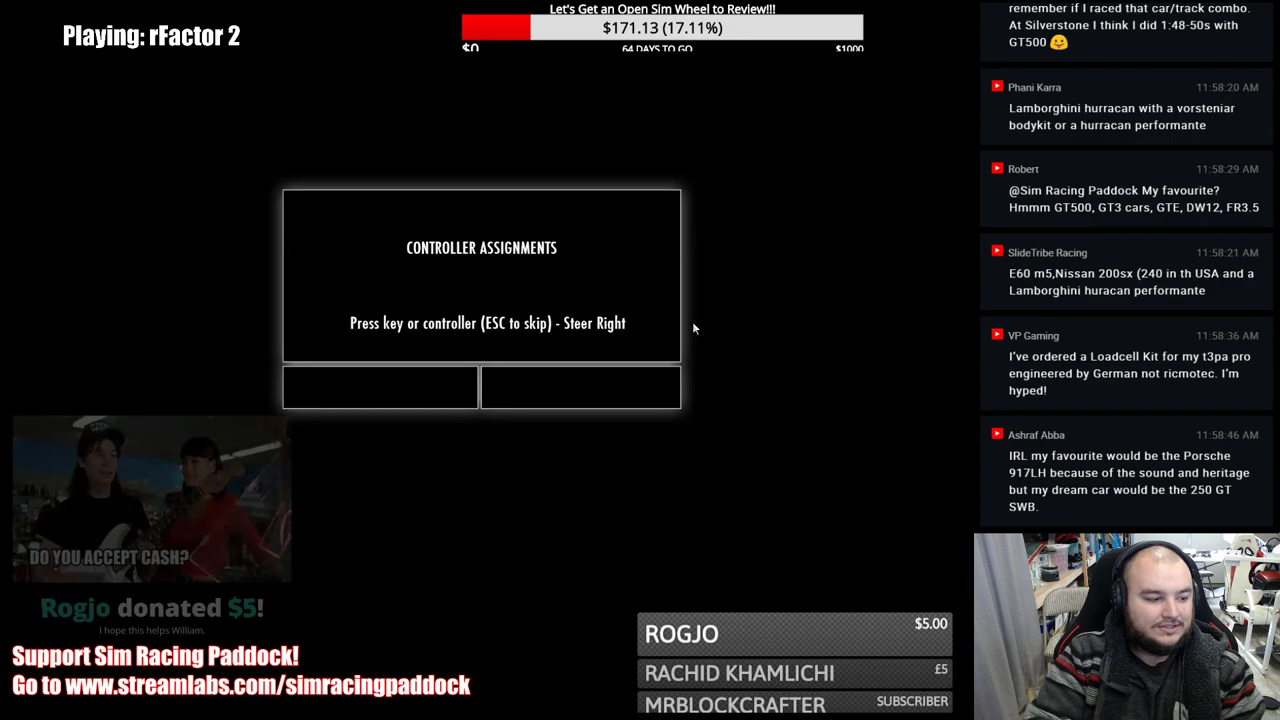 Playing: rFactor 2
Let's Get an Open Sim Wheel to Review!!!
$171.13 (17.11%)
$0
64 DAYS TO GO
$1000
CONTROLLER ASSIGNMENTS
Press key or controller (ESC to skip) - Steer Right
DO YOU ACCEPT CASH?
Rogjo donated $5!
I hope this helps William.
Support Sim Racing Paddock!
Go to www.streamlabs.com/simracingpaddock
ROGJO $5.00
RACHID KHAMLICHI £5
MRBLOCKCRAFTER SUBSCRIBER
remember if I raced that car/track combo.
At Silverstone I think I did 1:48-50s with
GT500
Phani Karra 11:58:20 AM
Lamborghini hurracan with a vorsteniar
bodykit or a hurracan performante
Robert 11:58:29 AM
@Sim Racing Paddock My favourite?
Hmmm GT500, GT3 cars, GTE, DW12, FR3.5
SlideTribe Racing 11:58:21 AM
E60 m5,Nissan 200sx (240 in th USA and a
Lamborghini huracan performante
VP Gaming 11:58:36 AM
I've ordered a Loadcell Kit for my t3pa pro
engineered by German not ricmotec. I'm
hyped!
Ashraf Abba 11:58:46 AM
IRL my favourite would be the Porsche
917LH because of the sound and heritage
but my dream car would be the 250 GT
SWB.